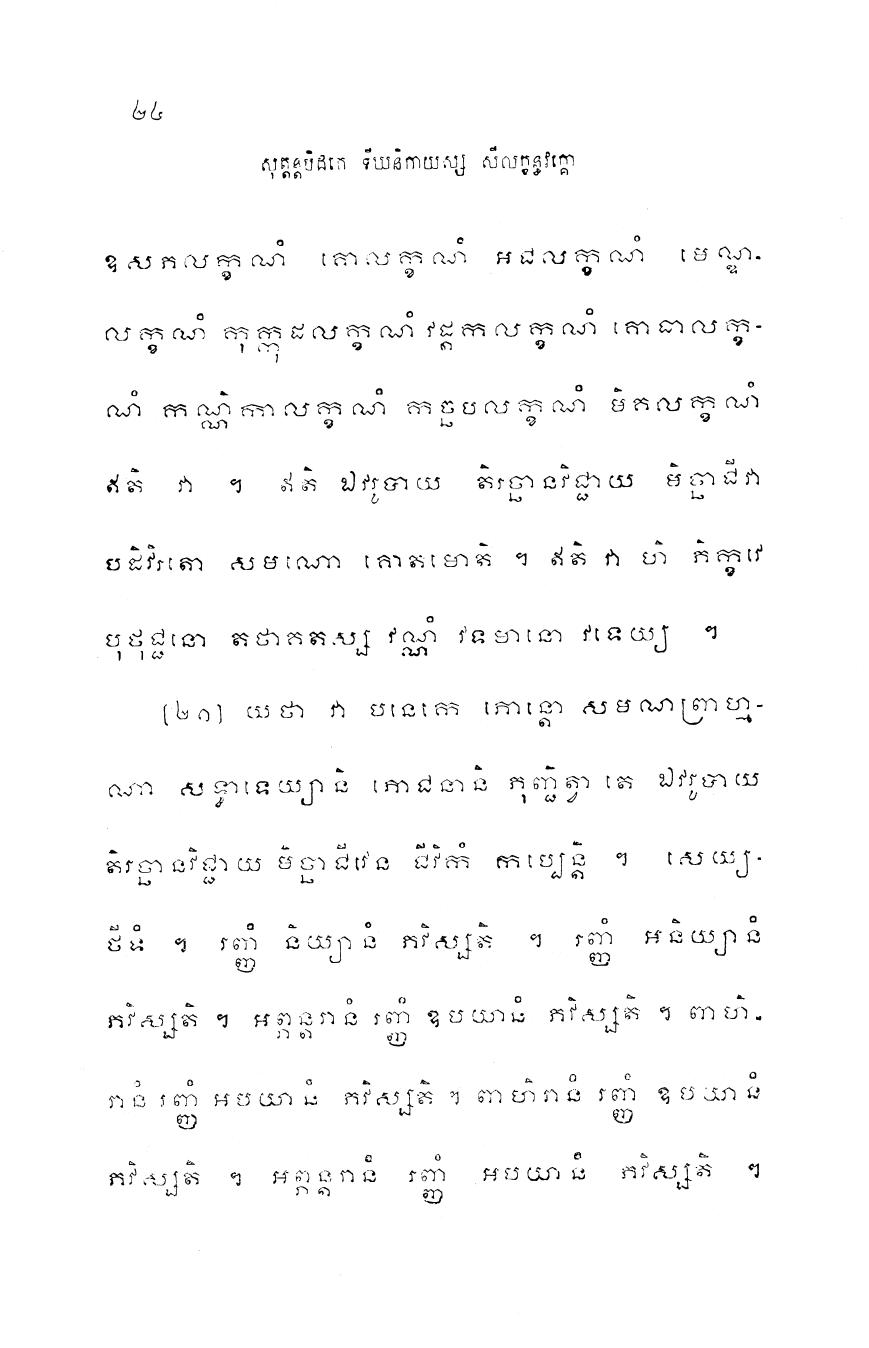 ២៤
សុត្តន្តបិដកេ ទីឃនិកាយស្ស សីលក្ខន្ធវគ្គោ
ឧសភលក្ខណំ គោលក្ខណំ អជលក្ខណំ មេណ្ឌ-
លក្ខណំ កុក្កុដលក្ខណំ វដ្តកលក្ខណំ គោធាលក្ខ-
ណំ កណ្ណិកាលក្ខណំ កច្ឆបលក្ខណំ មិគលក្ខណំ
ឥតិ វា ។ ឥតិ ឯវរូបាយ តិរច្ឆានវិជ្ជាយ មិច្ឆាជីវា
បដិវិរតោ សមណោ គោតមោតិ ។ ឥតិ វា ហិ ភិក្ខវេ
បុថុជ្ជនោ តថាគតស្ស វណ្ណំ វទមានោ វទេយ្យ ។
(២១) យថា វា បនេកេ ភោន្តោ សមណព្រាហ្ម-
ណា សទ្ធាទេយ្យានិ ភោជនានិ ភុញ្ជិត្វា តេ ឯវរូបាយ
តិរច្ឆានវិជ្ជាយ មិច្ឆាជីវេន ជីវិកំ កប្បេន្តិ ។ សេយ្យ-
ថីទំ ។ រញ្ញំ និយ្យានំ ភវិស្សតិ ។ រញ្ញំ អនិយ្យានំ
ភវិស្សតិ ។ អព្ភន្តរានំ រញ្ញំ ឧបយានំ ភវិស្សតិ ។ ពាហិ-
រានំ រញ្ញំ អបយានំ ភវិស្សតិ ។ ពាហិរានំ រញ្ញំ ឧបយានំ
ភវិស្សតិ ។ អព្ភន្តរានំ រញ្ញំ អបយានំ ភវិស្សតិ ។